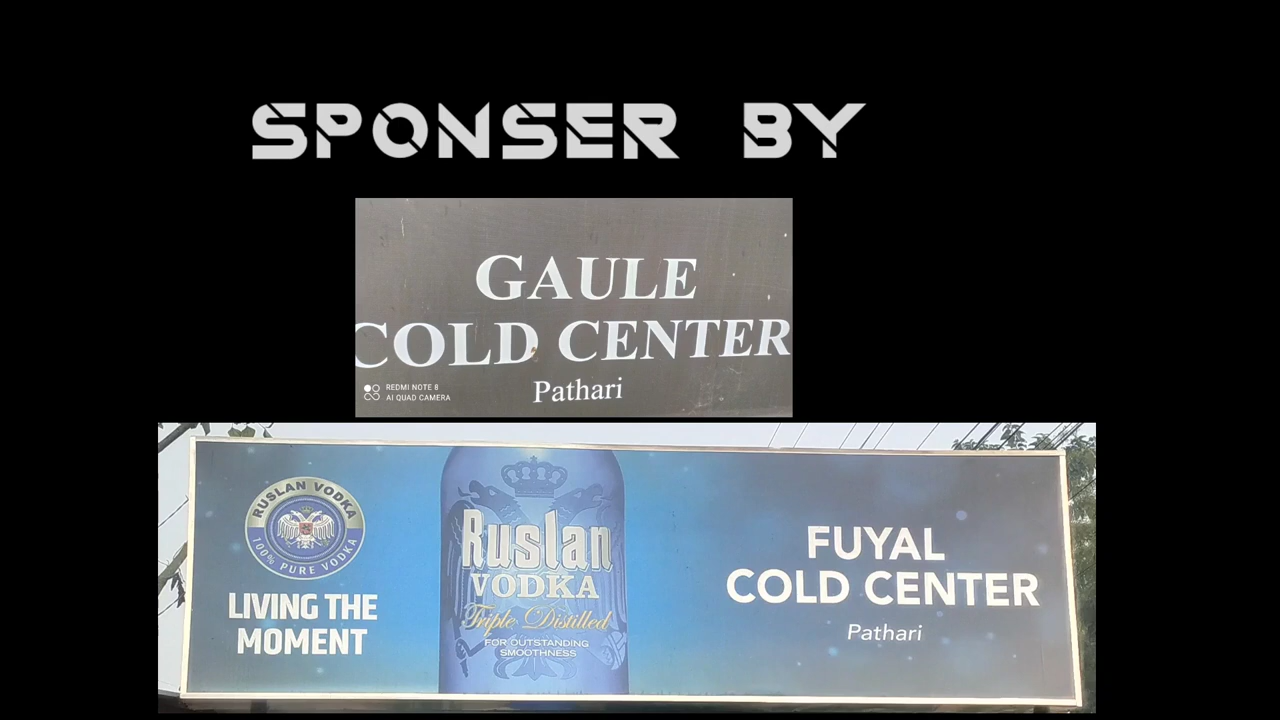 SPONSER BY
GAULE
COLD CENTER
Pathari
REDMI NOTE 8
AI QUAD CAMERA
RUSLAN VODKA
100% PURE VODKA
LIVING THE
MOMENT
Ruslan
VODKA
Triple Distilled
FOR OUTSTANDING
SMOOTHNESS
FUYAL
COLD CENTER
Pathari